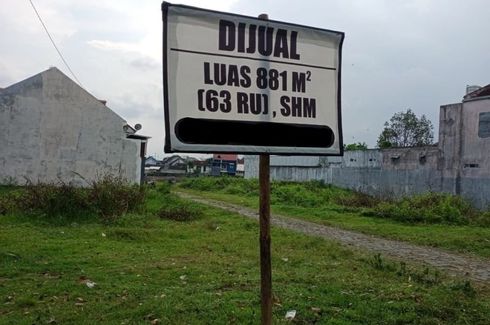 DIJUAL
LUAS 881 M²
(63 RU), SHM